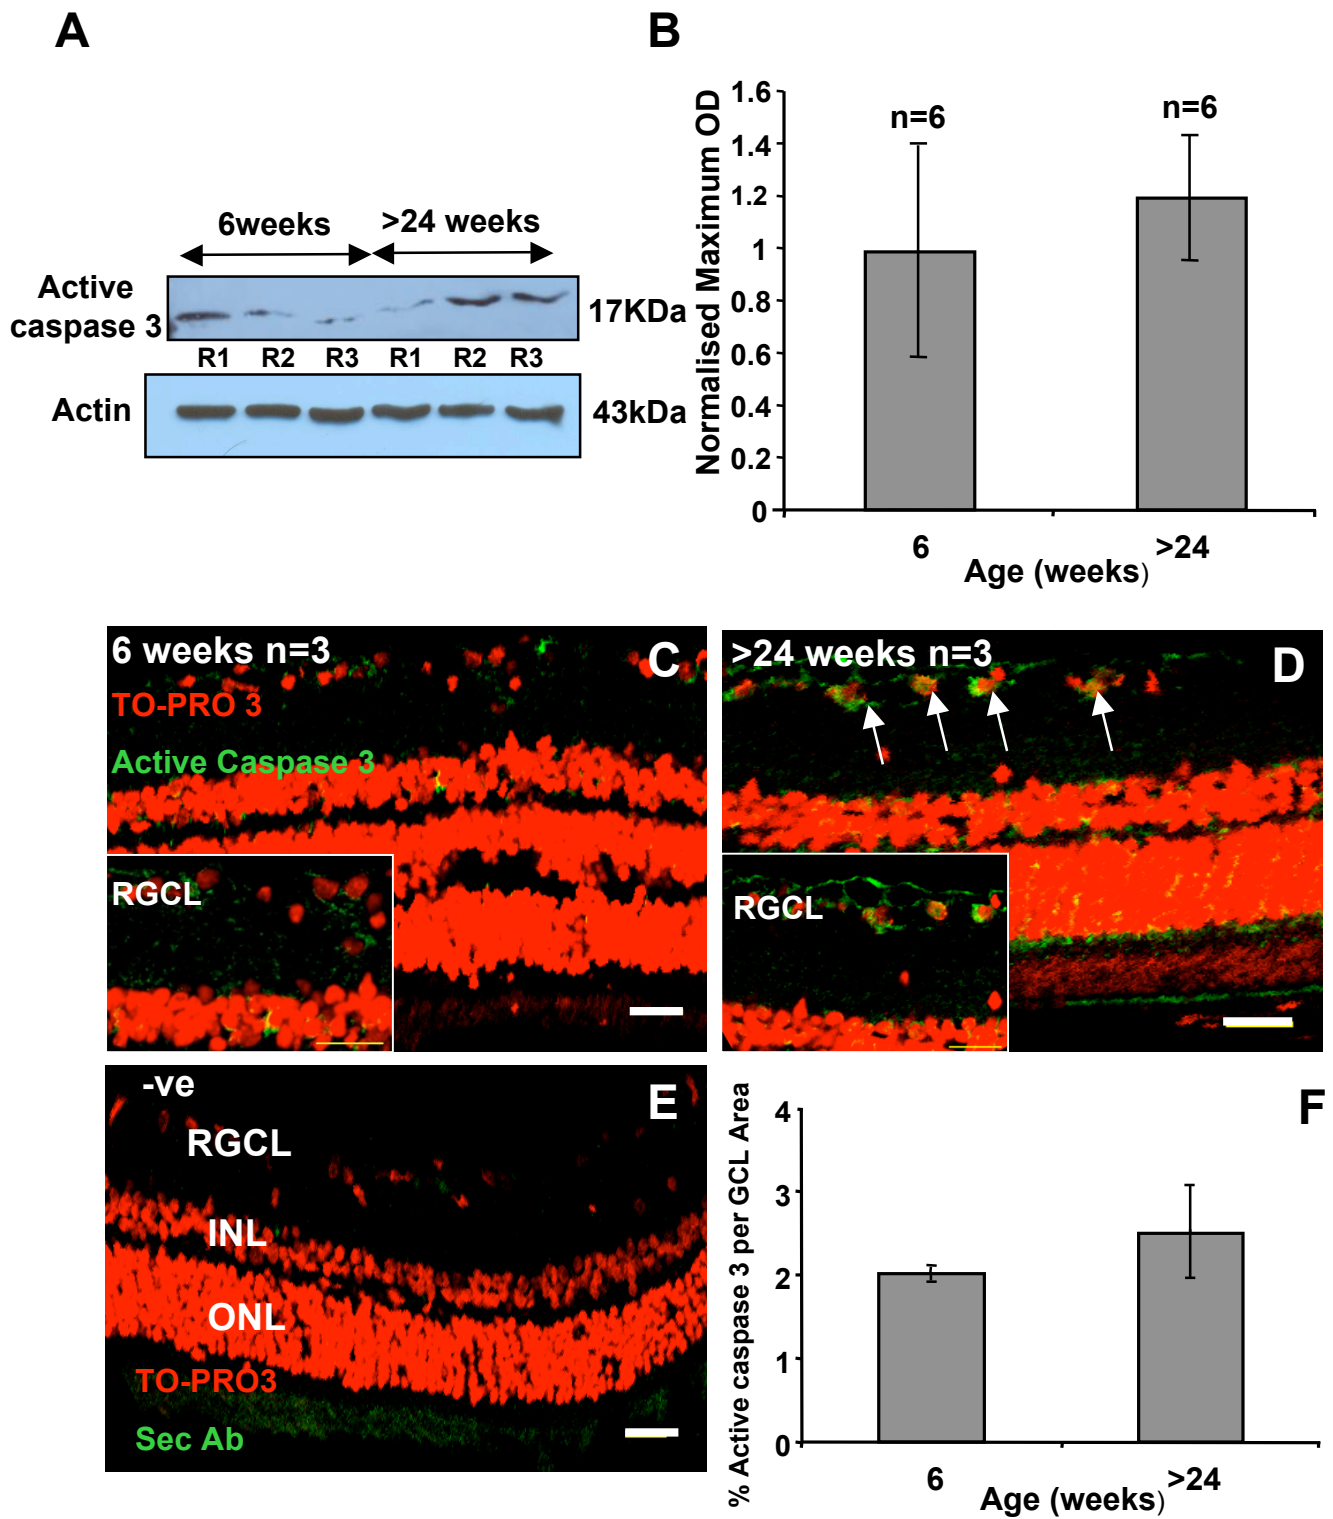 A
6weeks
>24 weeks
Active
caspase 3
17KDa
R1 R2 R3 R1 R2 R3
Actin
43kDa
B
Normalised Maximum OD
1.6
1.4
1.2
1
0.8
0.6
0.4
0.2
0
n=6
n=6
6
>24
Age (weeks)
6 weeks n=3
C
TO-PRO 3
Active Caspase 3
RGCL
>24 weeks n=3
D
RGCL
-ve
E
RGCL
INL
ONL
TO-PRO3
Sec Ab
F
% Active caspase 3 per GCL Area
4
3
2
1
0
6
>24
Age (weeks)